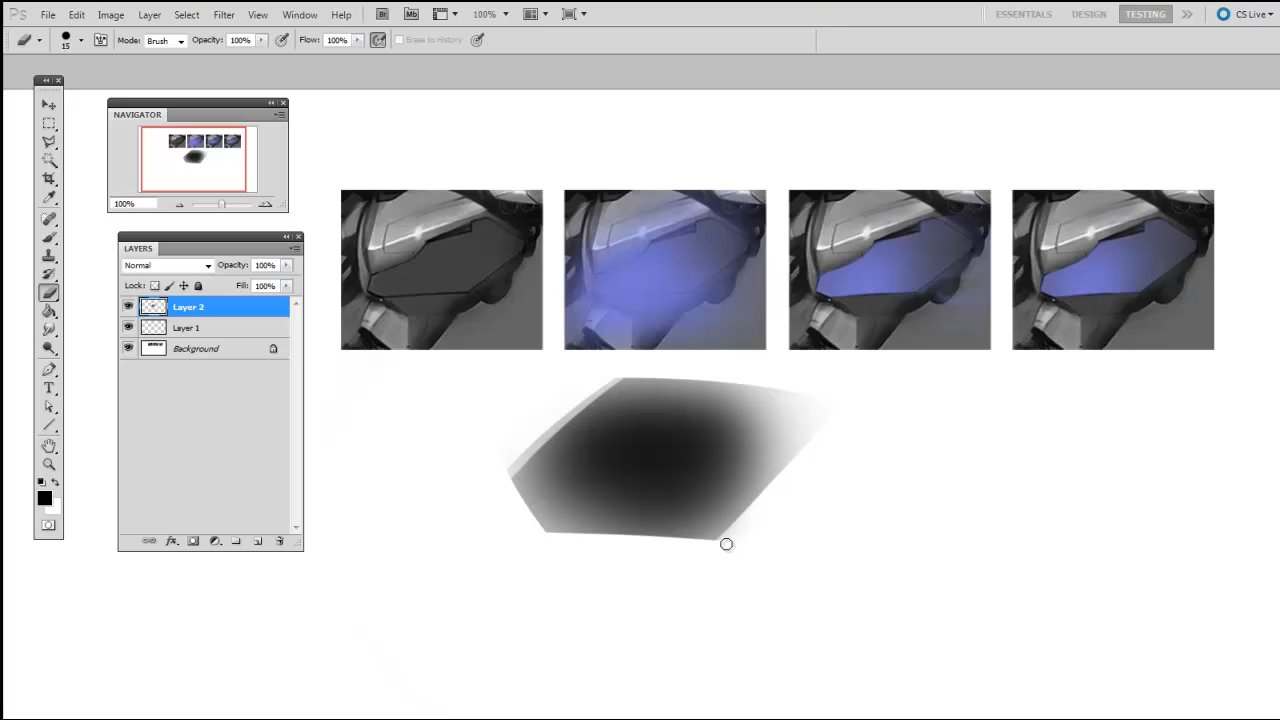 Ps File Edit Image Layer Select Filter View Window Help Br Mb 100% ESSENTIALS DESIGN TESTING CS Live
15 Mode: Brush Opacity: 100% Flow: 100% Erase to History
NAVIGATOR
100%
LAYERS
Normal Opacity: 100%
Lock: Fill: 100%
Layer 2
Layer 1
Background